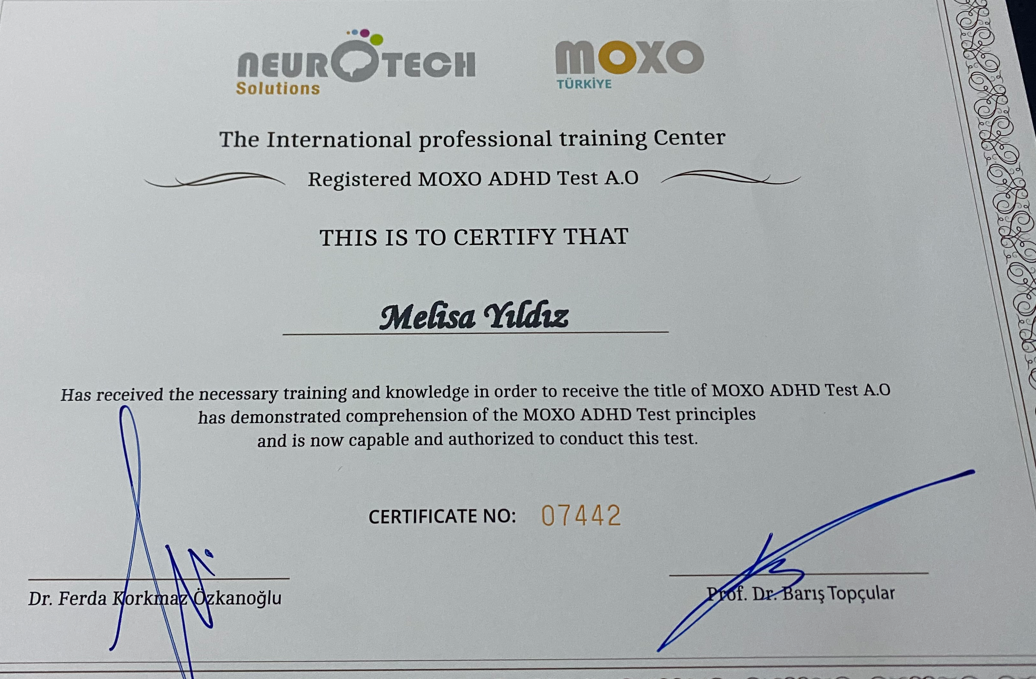 NEUROTECH
Solutions
MOXO
TÜRKİYE
The International professional training Center
Registered MOXO ADHD Test A.O
THIS IS TO CERTIFY THAT
Melisa Yıldız
Has received the necessary training and knowledge in order to receive the title of MOXO ADHD Test A.O
has demonstrated comprehension of the MOXO ADHD Test principles
and is now capable and authorized to conduct this test.
CERTIFICATE NO: 07442
Dr. Ferda Korkmaz Özkanoğlu
Prof. Dr. Barış Topçular